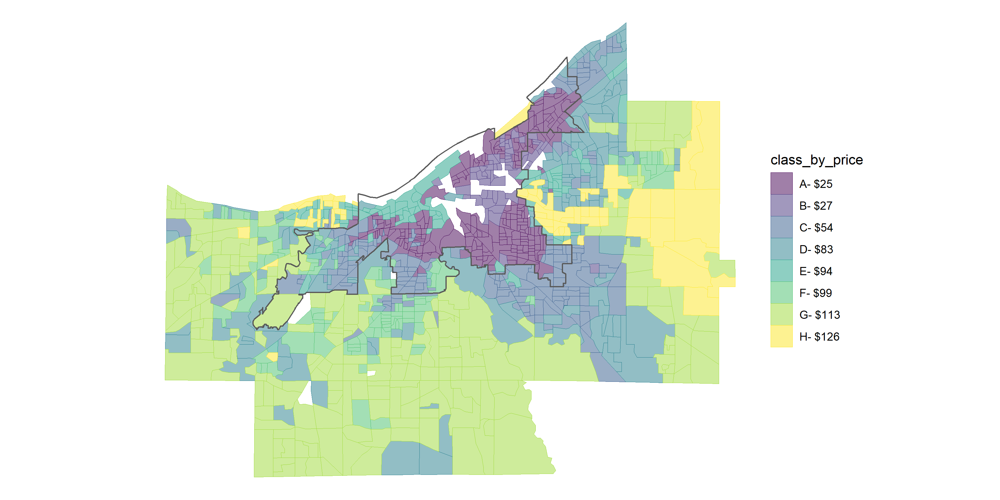 class_by_price
A- $25
B- $27
C- $54
D- $83
E- $94
F- $99
G- $113
H- $126